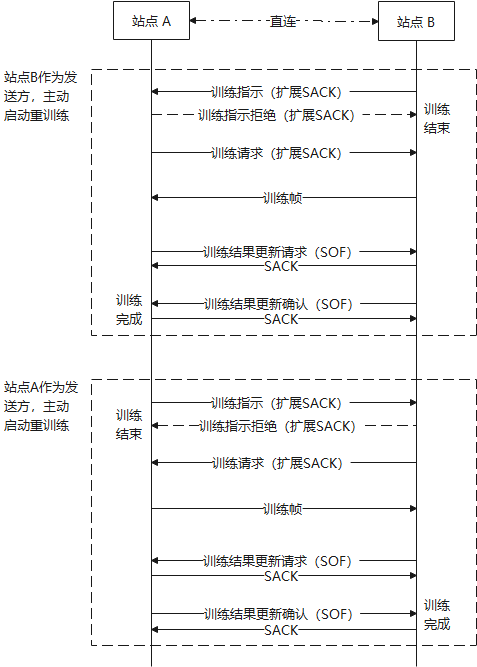 站点 A
直连
站点 B
站点B作为发
送方，主动
启动重训练
训练指示（扩展SACK）
训练指示拒绝（扩展SACK）
训练
结束
训练请求（扩展SACK）
训练帧
训练结果更新请求（SOF）
SACK
训练
完成
训练结果更新确认（SOF）
SACK
站点A作为发
送方，主动
启动重训练
训练指示（扩展SACK）
训练
结束
训练指示拒绝（扩展SACK）
训练请求（扩展SACK）
训练帧
训练结果更新请求（SOF）
SACK
训练结果更新确认（SOF）
训练
完成
SACK